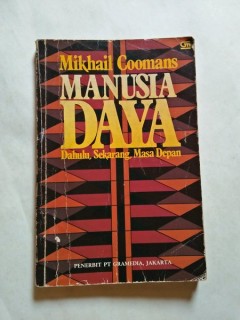 Mikhail Coomans
MANUSIA
DAYA
Dahulu, Sekarang, Masa Depan
PENERBIT PT GRAMEDIA, JAKARTA